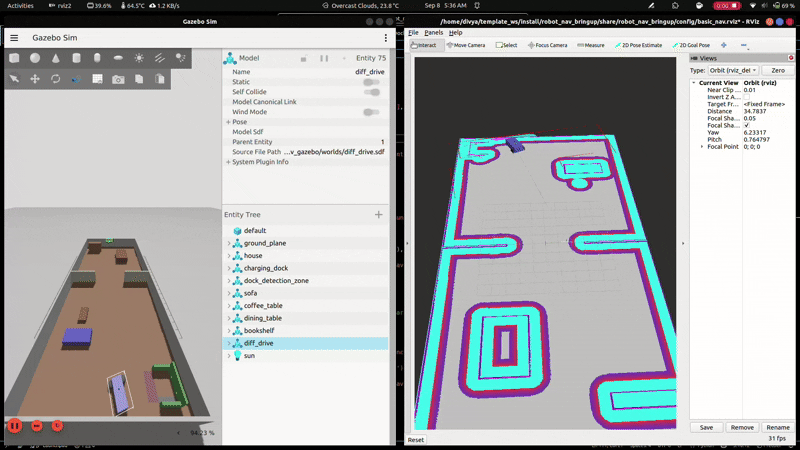 Activities
rviz2
39.6%
64.5°C
1.2 KB/s
Overcast Clouds, 23.8 °C
Sep 8 5:36 AM
69 %
Gazebo Sim
Gazebo Sim
Model
Entity 75
Name
diff_drive
Static
Self Collide
Model Canonical Link
Wind Mode
Pose
Model Sdf
Parent Entity
1
Source File Path
...v_gazebo/worlds/diff_drive.sdf
System Plugin Info
Entity Tree
default
ground_plane
house
charging_dock
dock_detection_zone
sofa
coffee_table
dining_table
bookshelf
diff_drive
sun
94.23 %
/home/divya/template_ws/install/robot_nav_bringup/share/robot_nav_bringup/config/basic_nav.rviz* - RViz
File Panels Help
Interact
Move Camera
Select
Focus Camera
Measure
2D Pose Estimate
2D Goal Pose
Views
Type: Orbit (rviz_del
Zero
Current View
Orbit (rviz)
Near Clip ...
0.01
Invert Z A...
Target Fr...
<Fixed Frame>
Distance
34.7837
Focal Sha...
0.05
Focal Sha...
Yaw
6.23317
Pitch
0.764797
Focal Point
0; 0; 0
Save
Remove
Rename
Reset
31 fps